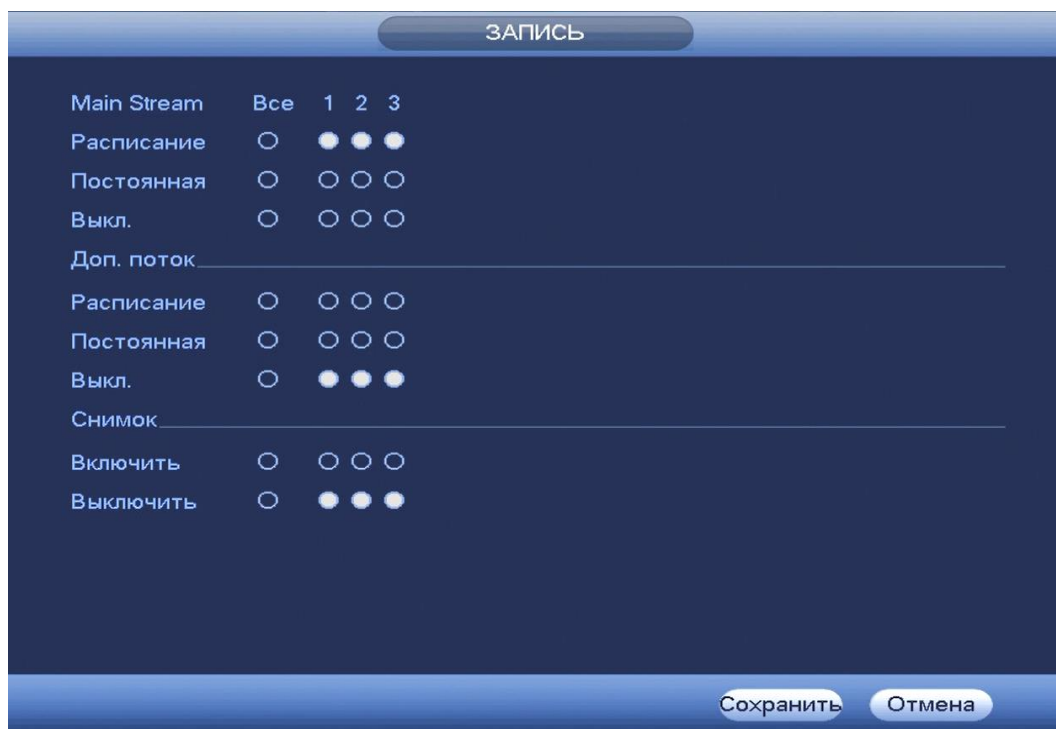 ЗАПИСЬ
Main Stream Все 1 2 3
Расписание
Постоянная
Выкл.
Доп. поток
Расписание
Постоянная
Выкл.
Снимок
Включить
Выключить
Сохранить Отмена